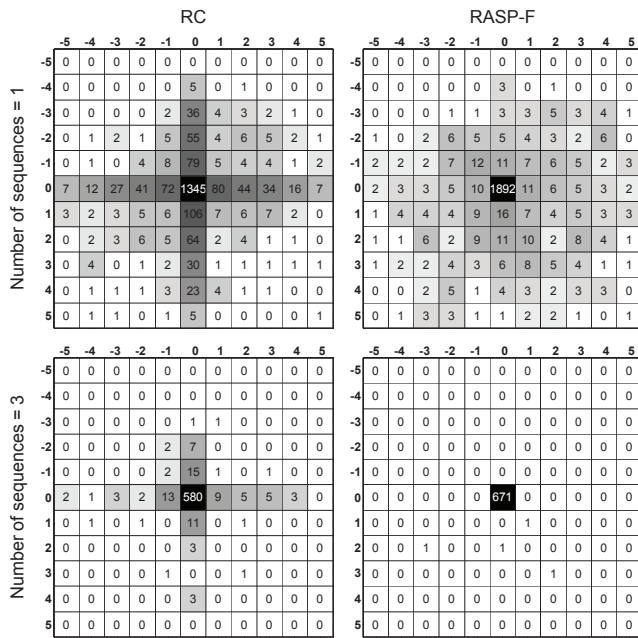 RC
RASP-F
Number of sequences = 1
-5 -4 -3 -2 -1 0 1 2 3 4 5
-5 0 0 0 0 0 0 0 0 0 0 0
-4 0 0 0 0 0 5 0 1 0 0 0
-3 0 0 0 0 2 36 4 3 2 1 0
-2 0 1 2 1 5 55 4 6 5 2 1
-1 0 1 0 4 8 79 5 4 4 1 2
0 7 12 27 41 72 1345 80 44 34 16 7
1 3 2 3 5 6 106 7 6 7 2 0
2 0 2 3 6 5 64 2 4 1 1 0
3 0 4 0 1 2 30 1 1 1 1 1
4 0 1 1 1 3 23 4 1 1 0 0
5 0 1 1 1 0 5 0 0 0 0 1
-5 -4 -3 -2 -1 0 1 2 3 4 5
-5 0 0 0 0 0 0 0 0 0 0 0
-4 0 0 0 0 0 3 0 1 0 0 0
-3 0 0 0 1 1 3 3 5 3 4 1
-2 1 0 2 6 5 5 4 3 2 6 0
-1 2 2 2 7 12 11 7 6 5 2 3
0 2 3 3 5 10 1892 11 6 5 3 2
1 1 4 4 4 9 16 7 4 5 3 3
2 1 1 6 2 9 11 10 2 8 4 1
3 1 2 2 4 3 6 8 5 4 1 1
4 0 0 2 5 1 4 3 2 3 3 0
5 0 1 3 3 1 1 2 2 1 0 1
Number of sequences = 3
-5 -4 -3 -2 -1 0 1 2 3 4 5
-5 0 0 0 0 0 0 0 0 0 0 0
-4 0 0 0 0 0 0 0 0 0 0 0
-3 0 0 0 0 0 1 1 0 0 0 0
-2 0 0 0 0 2 7 0 0 0 0 0
-1 0 0 0 0 2 15 1 0 1 0 0
0 2 1 3 2 13 580 9 5 5 3 0
1 0 1 0 1 0 11 0 1 0 0 0
2 0 0 0 0 0 3 0 0 0 0 0
3 0 0 0 0 1 0 0 1 0 0 0
4 0 0 0 0 0 3 0 0 0 0 0
5 0 0 0 0 0 0 0 0 0 0 0
-5 -4 -3 -2 -1 0 1 2 3 4 5
-5 0 0 0 0 0 0 0 0 0 0 0
-4 0 0 0 0 0 0 0 0 0 0 0
-3 0 0 0 0 0 0 0 0 0 0 0
-2 0 0 0 0 0 0 0 0 0 0 0
-1 0 0 0 0 0 0 0 0 0 0 0
0 0 0 0 0 0 671 0 0 0 0 0
1 0 0 0 0 0 0 1 0 0 0 0
2 0 0 1 0 0 1 0 0 0 0 0
3 0 0 0 0 0 0 0 1 0 0 0
4 0 0 0 0 0 0 0 0 0 0 0
5 0 0 0 0 0 0 0 0 0 0 0